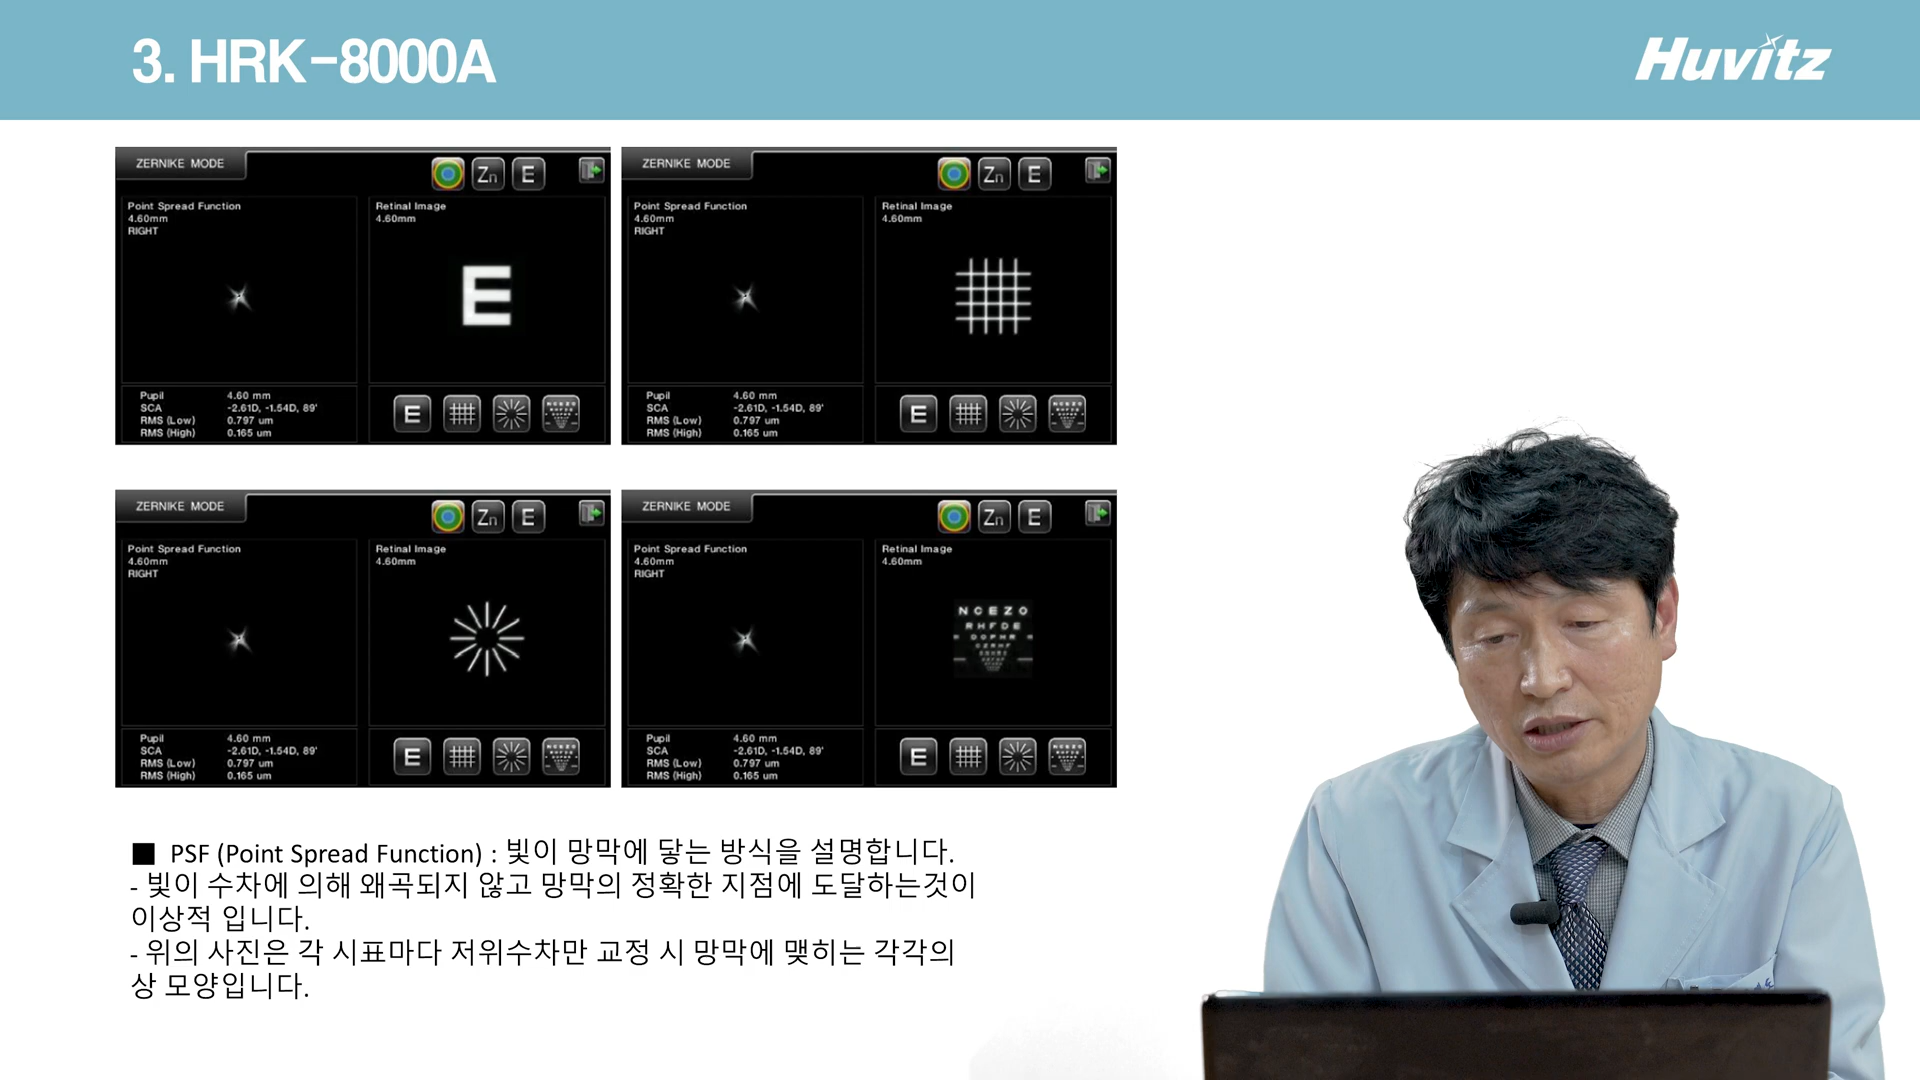 3. HRK-8000A
Huvitz
ZERNIKE MODE
Zn
E
Point Spread Function
4.60mm
RIGHT
Retinal Image
4.60mm
E
Pupil 4.60 mm
SCA -2.61D, -1.54D, 89'
RMS (Low) 0.797 um
RMS (High) 0.165 um
E
ZERNIKE MODE
Zn
E
Point Spread Function
4.60mm
RIGHT
Retinal Image
4.60mm
Pupil 4.60 mm
SCA -2.61D, -1.54D, 89'
RMS (Low) 0.797 um
RMS (High) 0.165 um
E
ZERNIKE MODE
Zn
E
Point Spread Function
4.60mm
RIGHT
Retinal Image
4.60mm
Pupil 4.60 mm
SCA -2.61D, -1.54D, 89'
RMS (Low) 0.797 um
RMS (High) 0.165 um
E
ZERNIKE MODE
Zn
E
Point Spread Function
4.60mm
RIGHT
Retinal Image
4.60mm
N C E Z O
R H F D E
Pupil 4.60 mm
SCA -2.61D, -1.54D, 89'
RMS (Low) 0.797 um
RMS (High) 0.165 um
E
■ PSF (Point Spread Function) : 빛이 망막에 닿는 방식을 설명합니다.
- 빛이 수차에 의해 왜곡되지 않고 망막의 정확한 지점에 도달하는것이
이상적 입니다.
- 위의 사진은 각 시표마다 저위수차만 교정 시 망막에 맺히는 각각의
상 모양입니다.